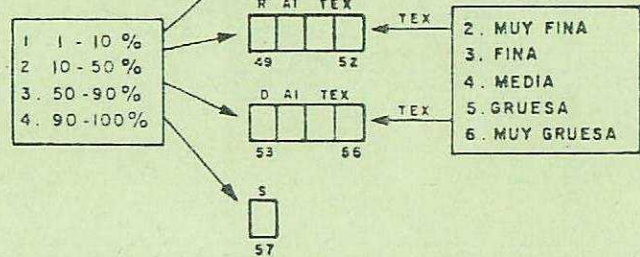 R AI TEX
1 1 - 10 %
2 10 - 50 %
3. 50 - 90 %
4. 90 - 100 %
49 52
TEX
2. MUY FINA
3. FINA
4. MEDIA
5. GRUESA
6. MUY GRUESA
D AI TEX
53 56
TEX
S
57